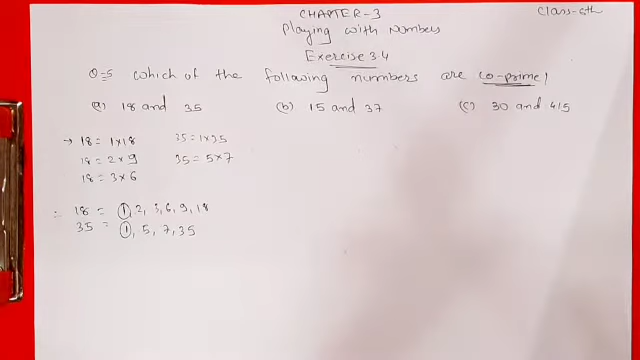 CHAPTER-3
Class-6th
Playing with Numbers
Exercise 3.4
Q-5 which of the following numbers are co-prime!
(a) 18 and 35 (b) 15 and 37 (c) 30 and 415
→ 18 = 1×18 35 = 1×35
18 = 2×9 35 = 5×7
18 = 3×6
∴ 18 = 1, 2, 3, 6, 9, 18
35 = 1, 5, 7, 35